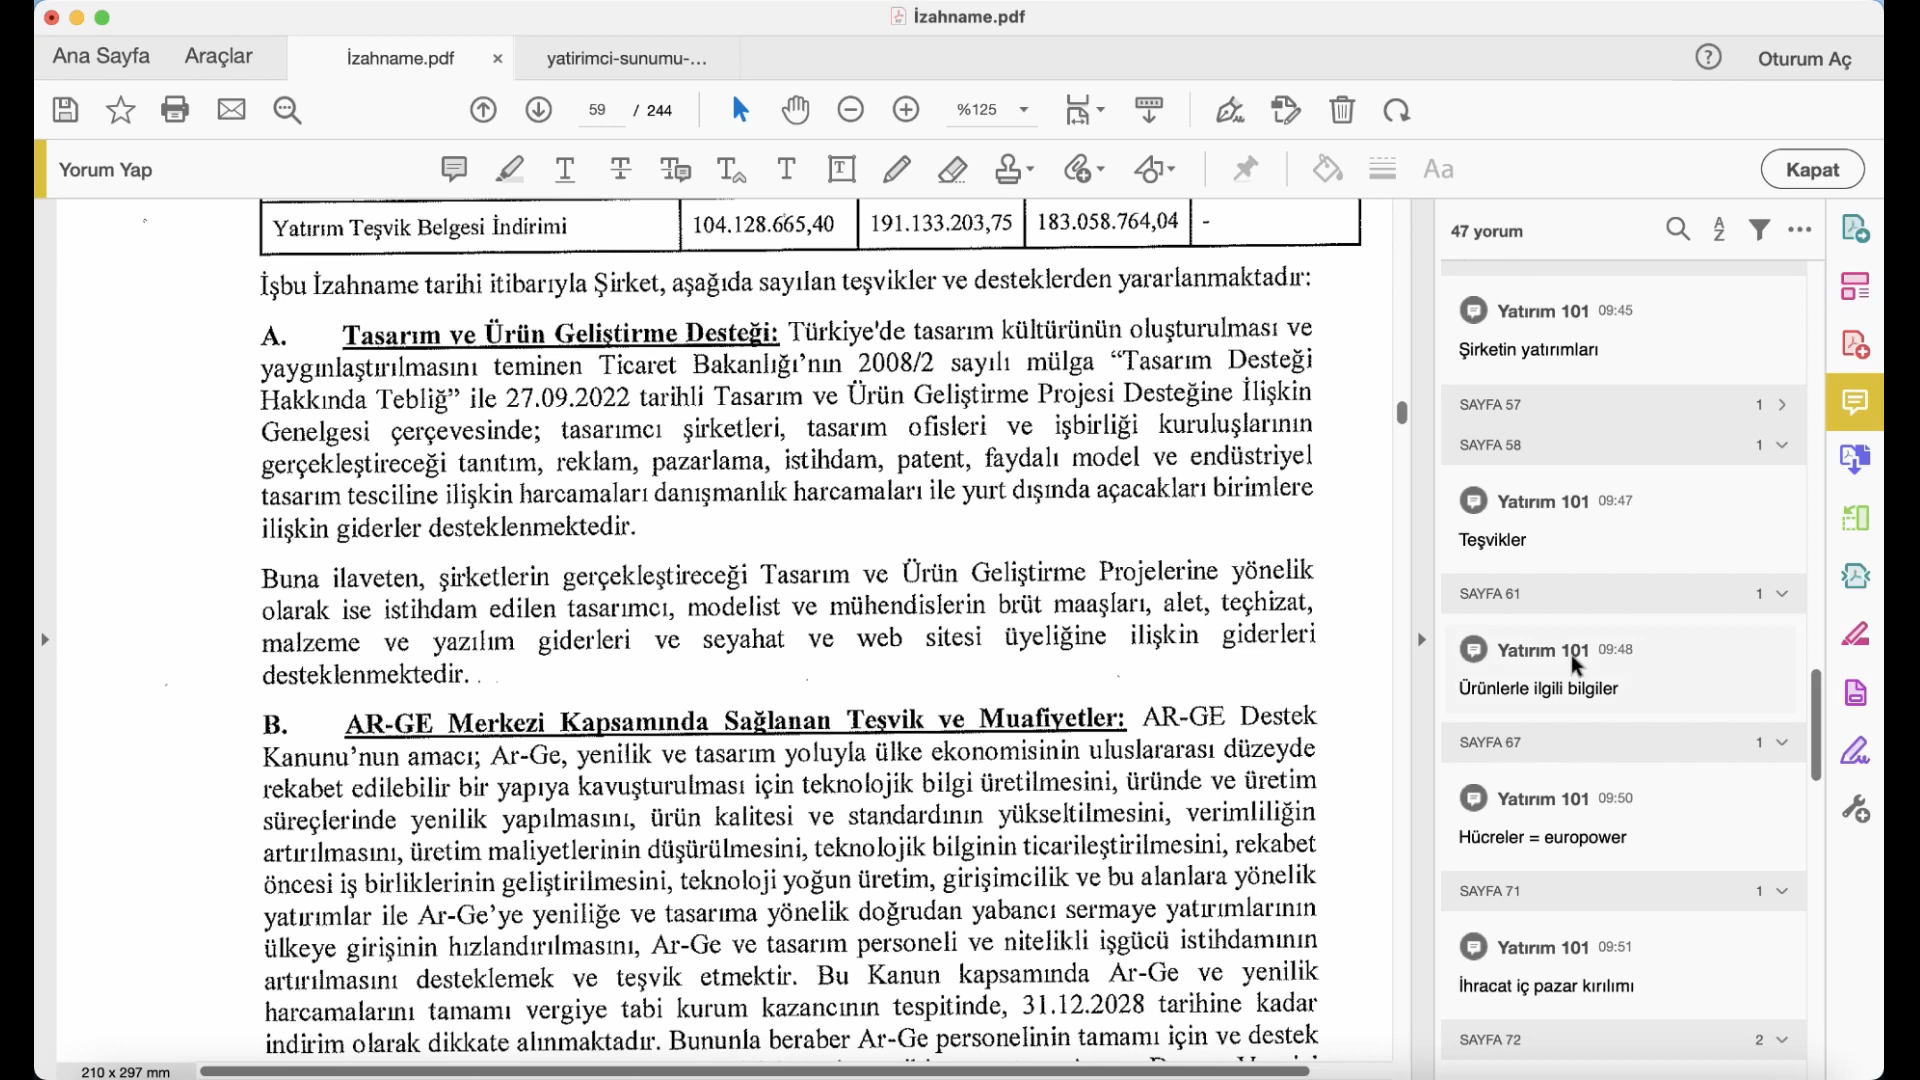 İzahname.pdf
Ana Sayfa Araçlar İzahname.pdf × yatirimci-sunumu-... Oturum Aç
59 / 244 %125
Yorum Yap Aa Kapat
Yatırım Teşvik Belgesi İndirimi 104.128.665,40 191.133.203,75 183.058.764,04 -
İşbu İzahname tarihi itibarıyla Şirket, aşağıda sayılan teşvikler ve desteklerden yararlanmaktadır:
A. Tasarım ve Ürün Geliştirme Desteği: Türkiye'de tasarım kültürünün oluşturulması ve
yaygınlaştırılmasını teminen Ticaret Bakanlığı’nın 2008/2 sayılı mülga “Tasarım Desteği
Hakkında Tebliğ” ile 27.09.2022 tarihli Tasarım ve Ürün Geliştirme Projesi Desteğine İlişkin
Genelgesi çerçevesinde; tasarımcı şirketleri, tasarım ofisleri ve işbirliği kuruluşlarının
gerçekleştireceği tanıtım, reklam, pazarlama, istihdam, patent, faydalı model ve endüstriyel
tasarım tesciline ilişkin harcamaları danışmanlık harcamaları ile yurt dışında açacakları birimlere
ilişkin giderler desteklenmektedir.
Buna ilaveten, şirketlerin gerçekleştireceği Tasarım ve Ürün Geliştirme Projelerine yönelik
olarak ise istihdam edilen tasarımcı, modelist ve mühendislerin brüt maaşları, alet, teçhizat,
malzeme ve yazılım giderleri ve seyahat ve web sitesi üyeliğine ilişkin giderleri
desteklenmektedir.
B. AR-GE Merkezi Kapsamında Sağlanan Teşvik ve Muafiyetler: AR-GE Destek
Kanunu’nun amacı; Ar-Ge, yenilik ve tasarım yoluyla ülke ekonomisinin uluslararası düzeyde
rekabet edilebilir bir yapıya kavuşturulması için teknolojik bilgi üretilmesini, üründe ve üretim
süreçlerinde yenilik yapılmasını, ürün kalitesi ve standardının yükseltilmesini, verimliliğin
artırılmasını, üretim maliyetlerinin düşürülmesini, teknolojik bilginin ticarileştirilmesini, rekabet
öncesi iş birliklerinin geliştirilmesini, teknoloji yoğun üretim, girişimcilik ve bu alanlara yönelik
yatırımlar ile Ar-Ge’ye yeniliğe ve tasarıma yönelik doğrudan yabancı sermaye yatırımlarının
ülkeye girişinin hızlandırılmasını, Ar-Ge ve tasarım personeli ve nitelikli işgücü istihdamının
artırılmasını desteklemek ve teşvik etmektir. Bu Kanun kapsamında Ar-Ge ve yenilik
harcamalarını tamamı vergiye tabi kurum kazancının tespitinde, 31.12.2028 tarihine kadar
indirim olarak dikkate alınmaktadır. Bununla beraber Ar-Ge personelinin tamamı için ve destek
210 x 297 mm
47 yorum
Yatırım 101 09:45
Şirketin yatırımları
SAYFA 57 1
SAYFA 58 1
Yatırım 101 09:47
Teşvikler
SAYFA 61 1
Yatırım 101 09:48
Ürünlerle ilgili bilgiler
SAYFA 67 1
Yatırım 101 09:50
Hücreler = europower
SAYFA 71 1
Yatırım 101 09:51
İhracat iç pazar kırılımı
SAYFA 72 2